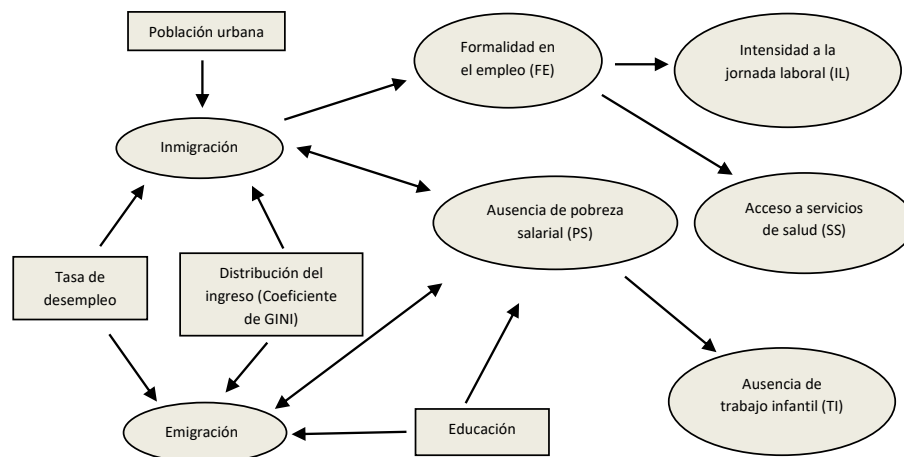 Población urbana
Formalidad en
el empleo (FE)
Intensidad a la
jornada laboral (IL)
Inmigración
Ausencia de pobreza
salarial (PS)
Acceso a servicios
de salud (SS)
Tasa de
desempleo
Distribución del
ingreso (Coeficiente
de GINI)
Ausencia de
trabajo infantil (TI)
Emigración
Educación